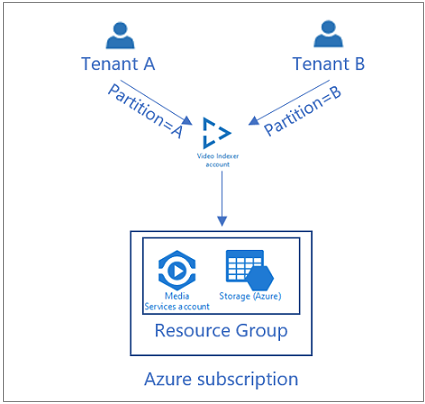 Tenant A
Tenant B
Partition=A
Partition=B
Video Indexer
account
Media
Services account
Storage (Azure)
Resource Group
Azure subscription